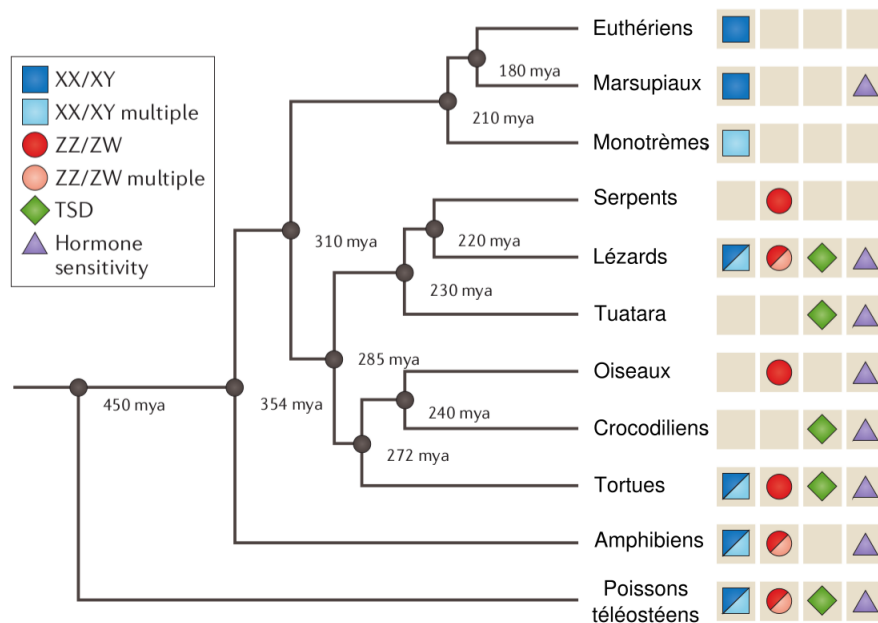 XX/XY
XX/XY multiple
ZZ/ZW
ZZ/ZW multiple
TSD
Hormone
sensitivity
Euthériens
180 mya
Marsupiaux
210 mya
Monotrèmes
Serpents
310 mya
220 mya
Lézards
230 mya
Tuatara
285 mya
Oiseaux
450 mya
354 mya
240 mya
Crocodiliens
272 mya
Tortues
Amphibiens
Poissons
téléostéens